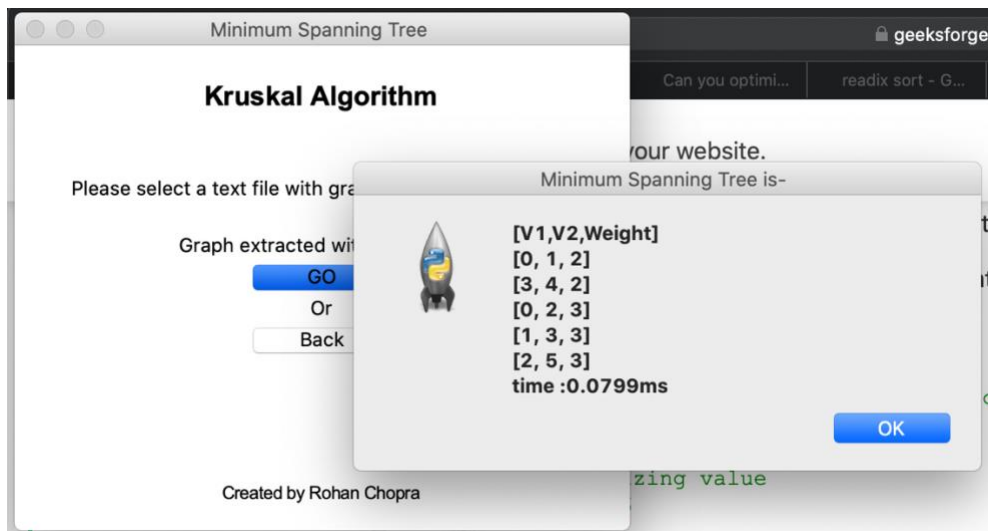 Minimum Spanning Tree
geeksforge
Can you optimi...
readix sort - G...
Kruskal Algorithm
your website.
Please select a text file with gra
Graph extracted wit
GO
Or
Back
Created by Rohan Chopra
Minimum Spanning Tree is-
[V1,V2,Weight]
[0, 1, 2]
[3, 4, 2]
[0, 2, 3]
[1, 3, 3]
[2, 5, 3]
time :0.0799ms
OK
zing value